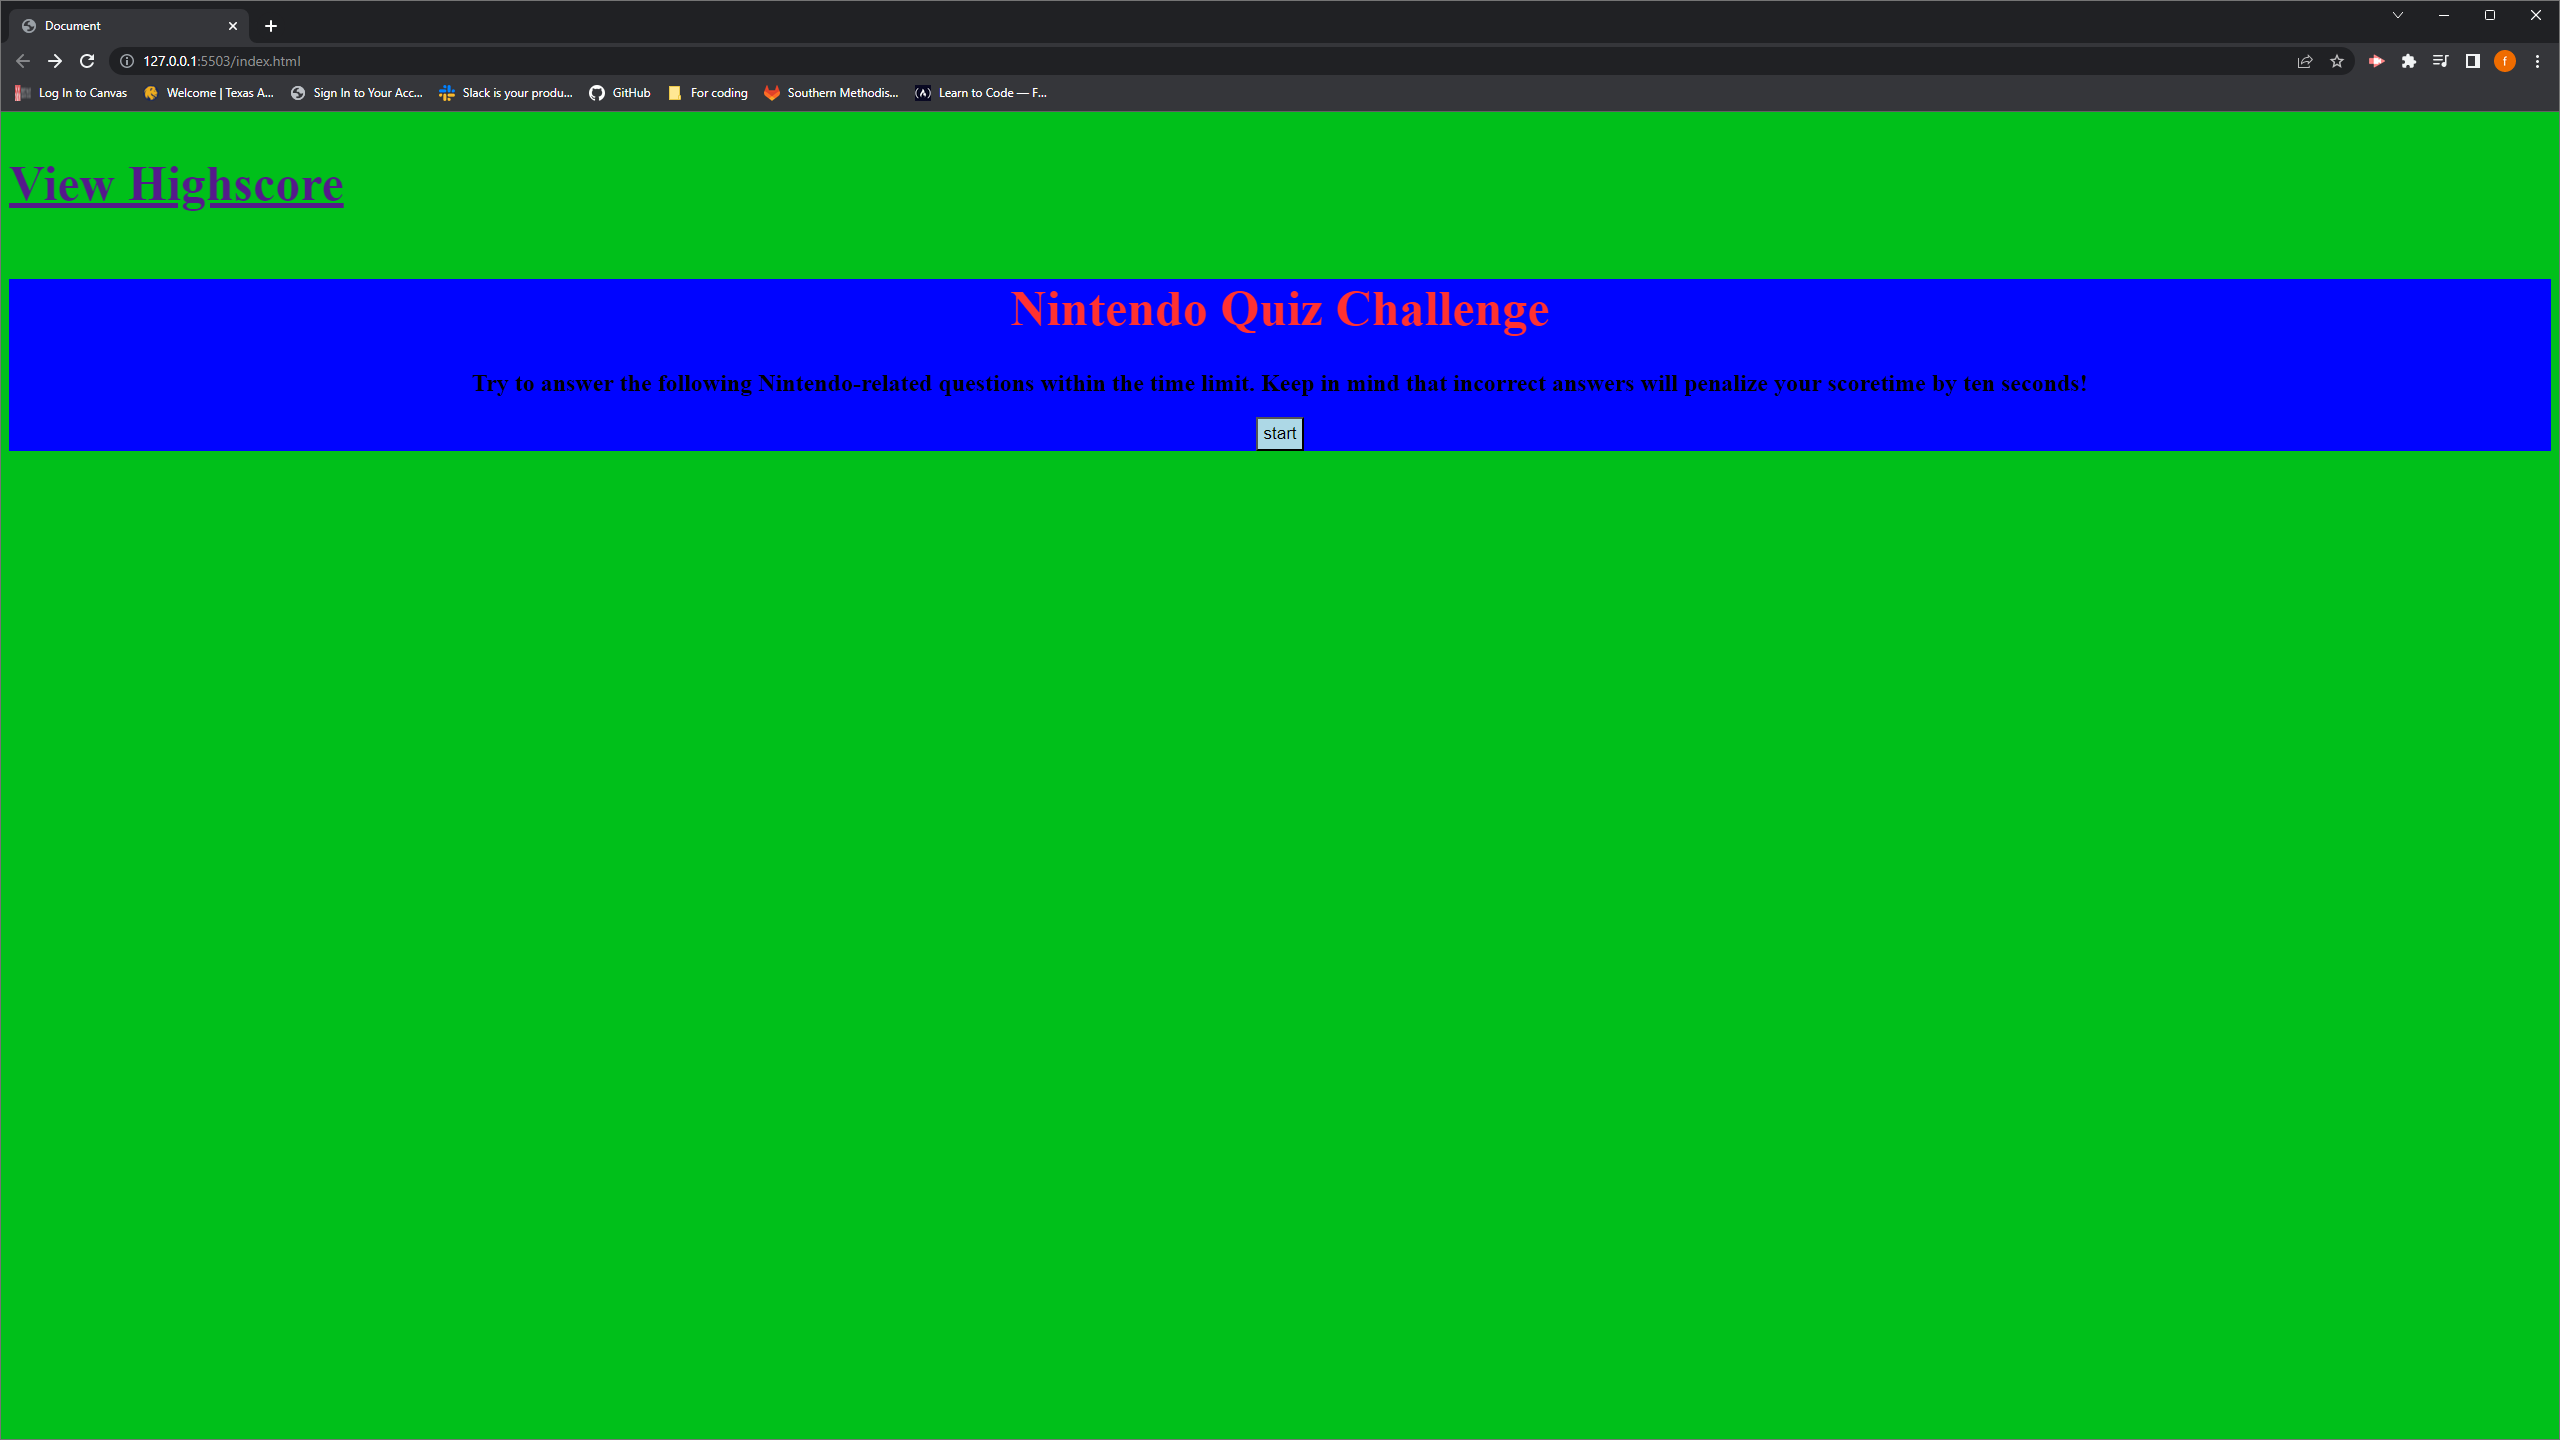 Document
127.0.0.1:5503/index.html
f
Log In to Canvas
Welcome | Texas A...
Sign In to Your Acc...
Slack is your produ...
GitHub
For coding
Southern Methodis...
Learn to Code — F...
View Highscore
Nintendo Quiz Challenge
Try to answer the following Nintendo-related questions within the time limit. Keep in mind that incorrect answers will penalize your scoretime by ten seconds!
start